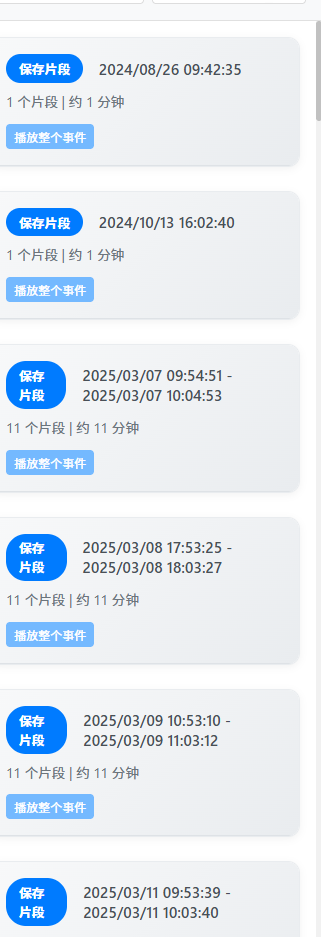 保存片段 2024/08/26 09:42:35
1 个片段 | 约 1 分钟
播放整个事件
保存片段 2024/10/13 16:02:40
1 个片段 | 约 1 分钟
播放整个事件
保存
片段
2025/03/07 09:54:51 -
2025/03/07 10:04:53
11 个片段 | 约 11 分钟
播放整个事件
保存
片段
2025/03/08 17:53:25 -
2025/03/08 18:03:27
11 个片段 | 约 11 分钟
播放整个事件
保存
片段
2025/03/09 10:53:10 -
2025/03/09 11:03:12
11 个片段 | 约 11 分钟
播放整个事件
保存
片段
2025/03/11 09:53:39 -
2025/03/11 10:03:40